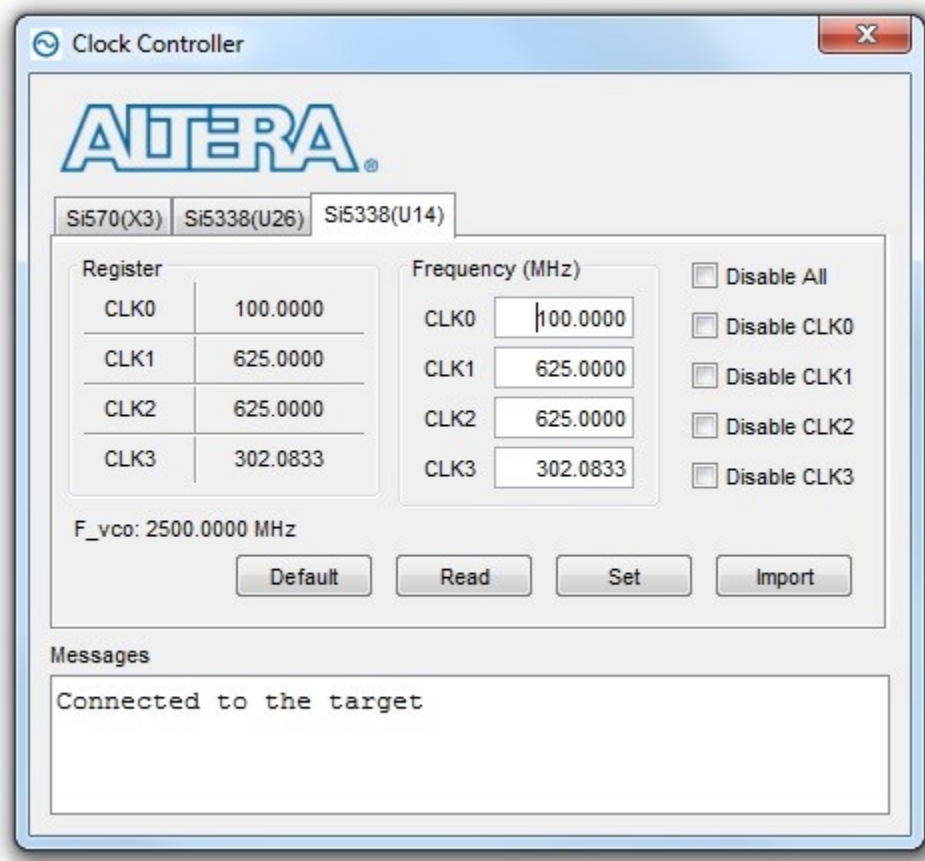 Clock Controller
X
ALTERA®
Si570(X3) Si5338(U26) Si5338(U14)
Register
CLK0 100.0000
CLK1 625.0000
CLK2 625.0000
CLK3 302.0833
Frequency (MHz)
CLK0 100.0000
CLK1 625.0000
CLK2 625.0000
CLK3 302.0833
Disable All
Disable CLK0
Disable CLK1
Disable CLK2
Disable CLK3
F_vco: 2500.0000 MHz
Default Read Set Import
Messages
Connected to the target